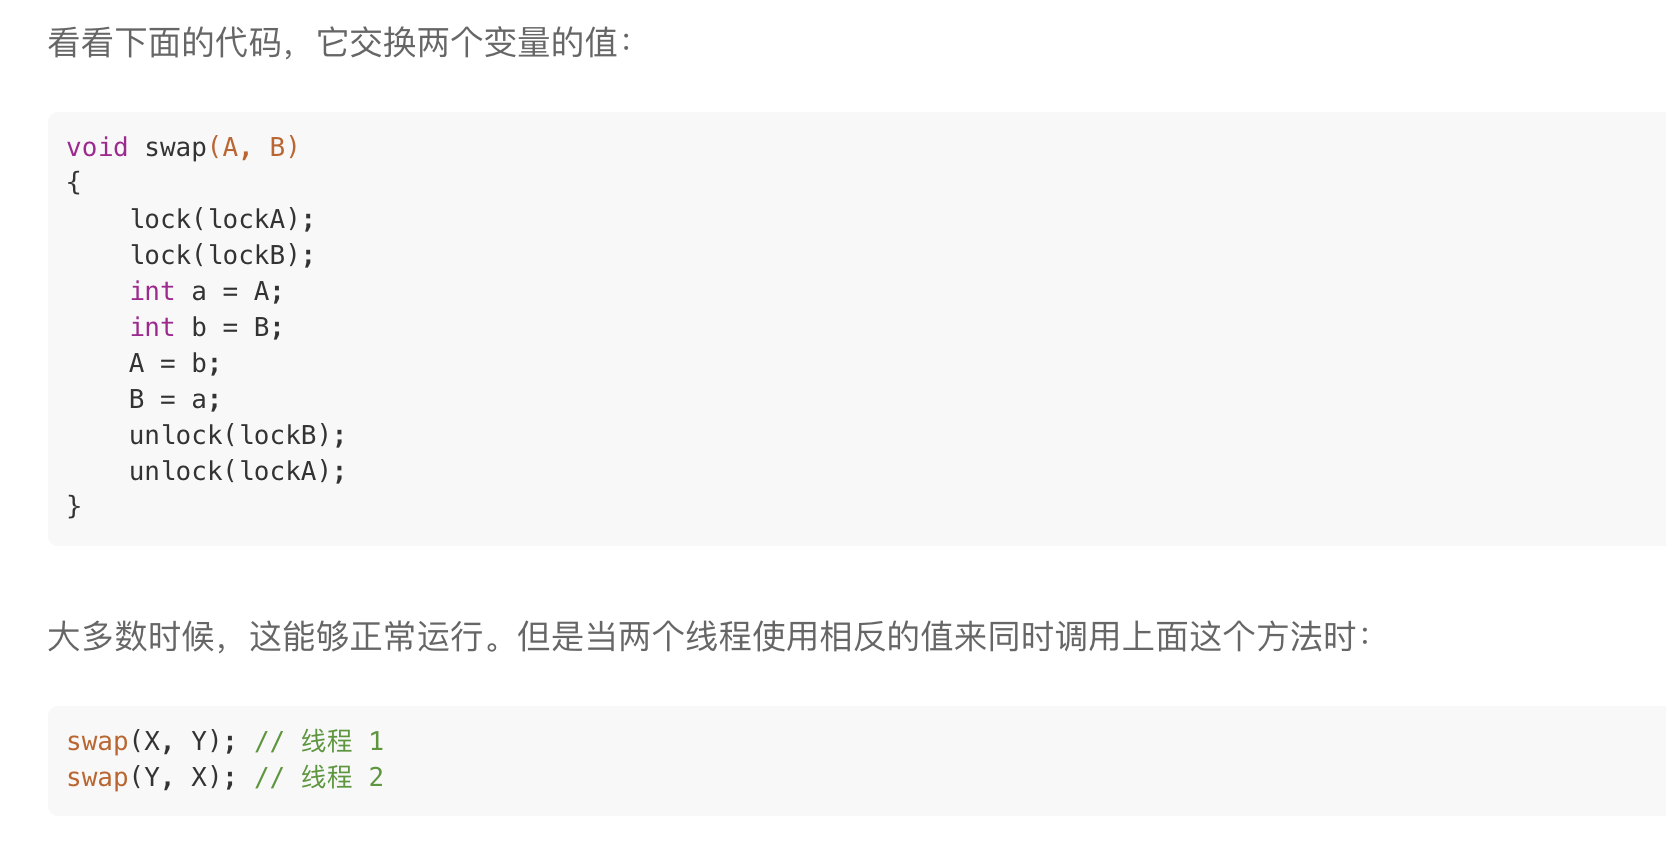 看看下面的代码，它交换两个变量的值：
void swap(A, B)
{
    lock(lockA);
    lock(lockB);
    int a = A;
    int b = B;
    A = b;
    B = a;
    unlock(lockB);
    unlock(lockA);
}
大多数时候，这能够正常运行。但是当两个线程使用相反的值来同时调用上面这个方法时：
swap(X, Y); // 线程 1
swap(Y, X); // 线程 2